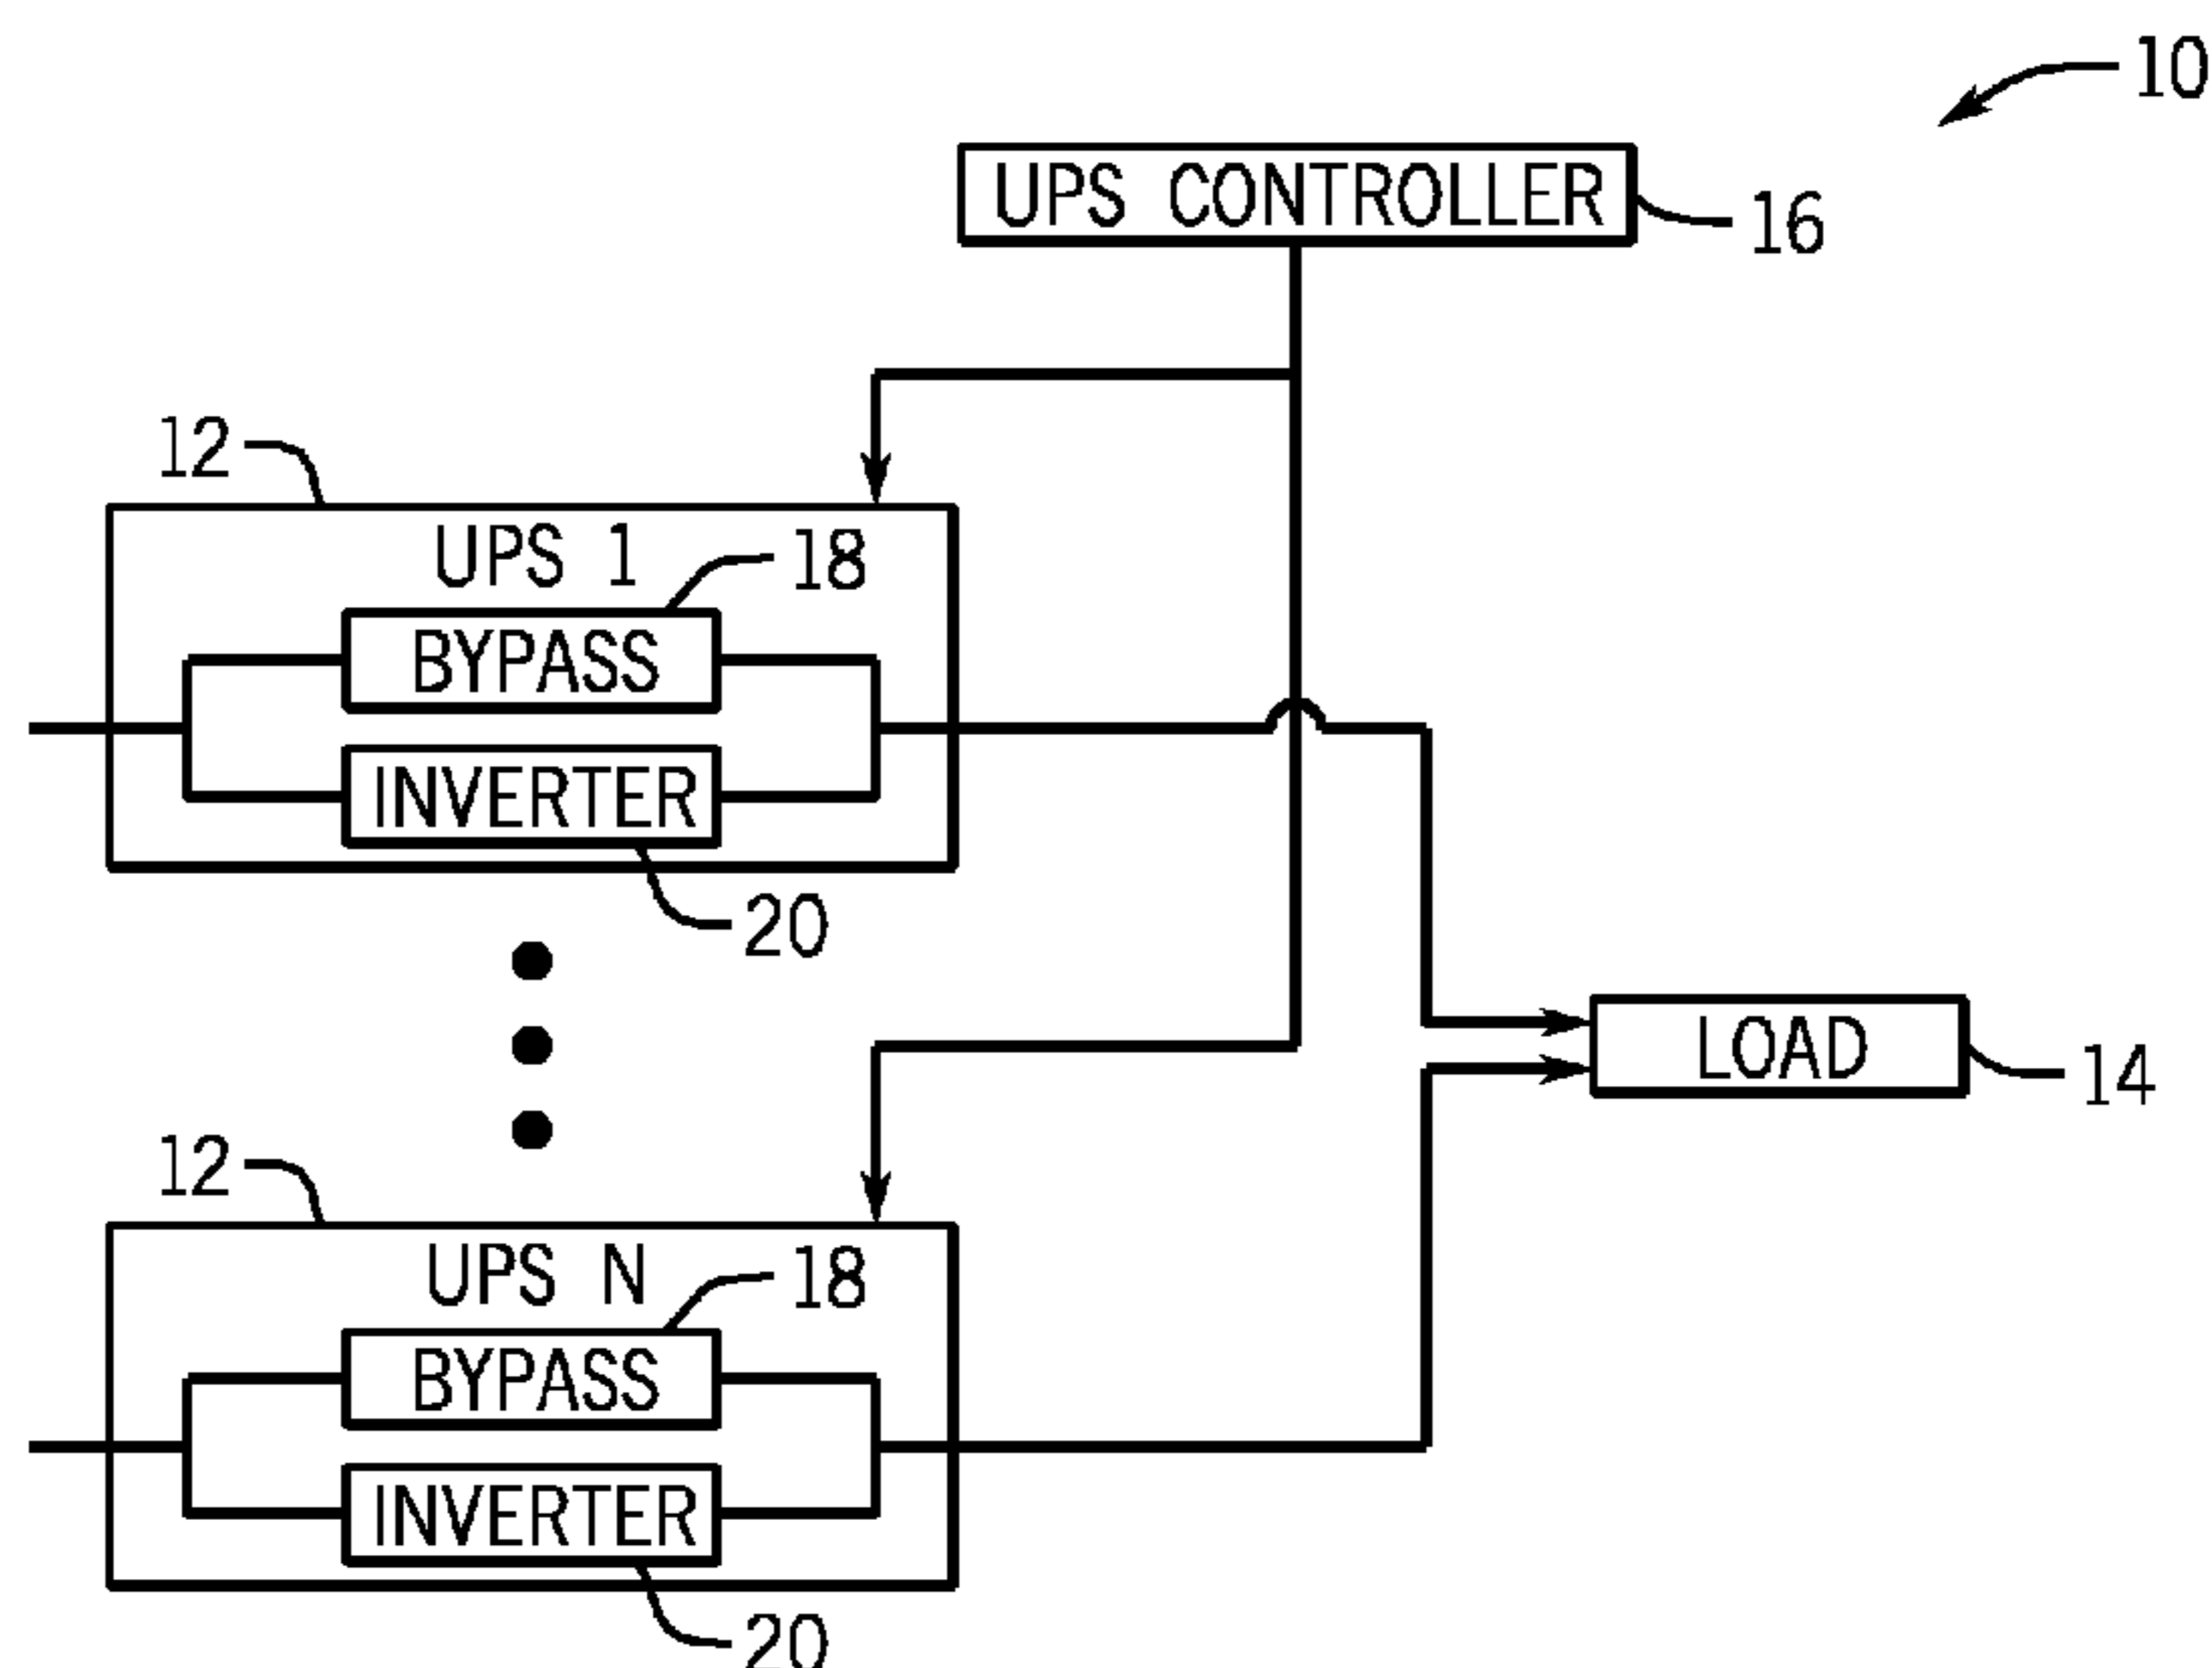 10
UPS CONTROLLER
16
12
UPS 1
18
BYPASS
INVERTER
20
LOAD
14
12
UPS N
18
BYPASS
INVERTER
20